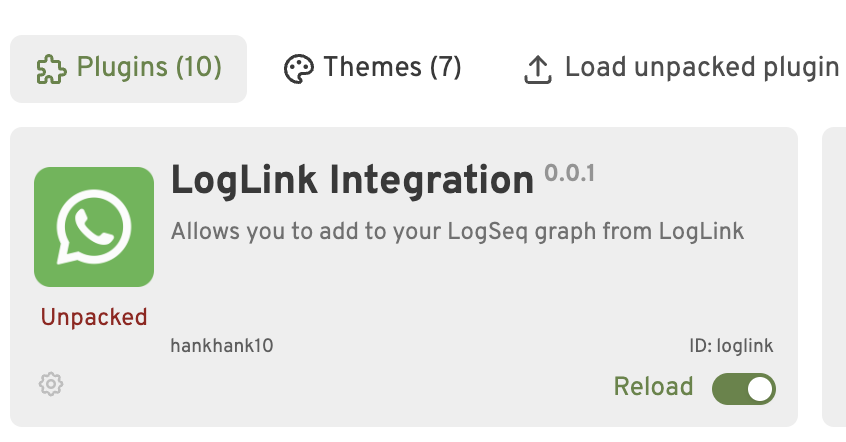 Plugins (10) Themes (7) Load unpacked plugin
LogLink Integration 0.0.1
Allows you to add to your LogSeq graph from LogLink
Unpacked
hankhank10 ID: loglink
Reload